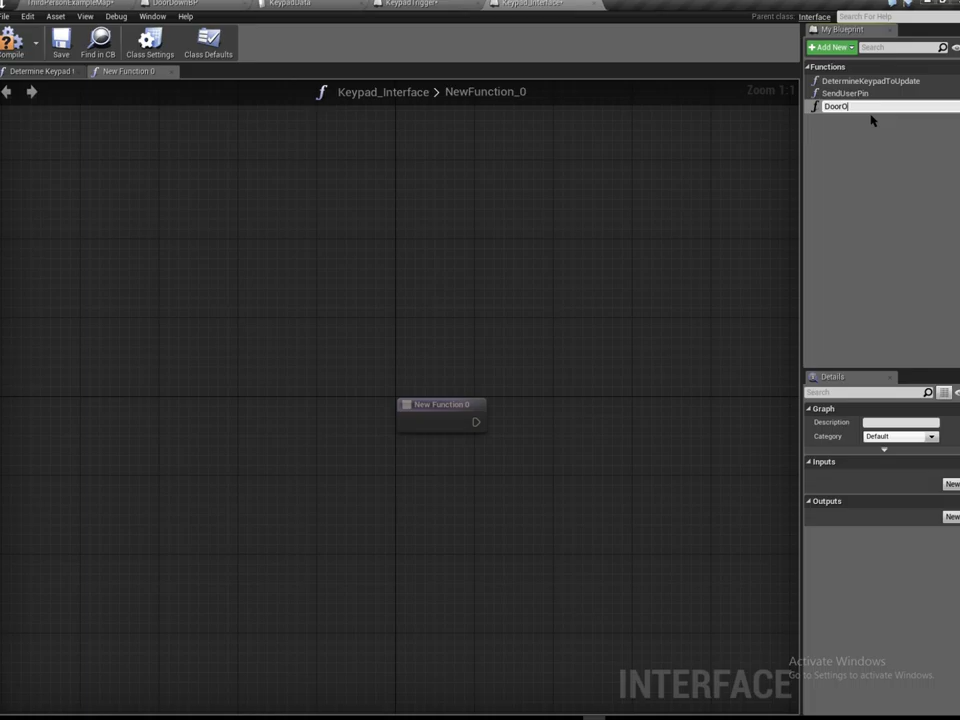 ThirdPersonExampleMap* DoorDownBP KeypadData KeypadTrigger* Keypad_Interface*
File Edit Asset View Debug Window Help Parent class: Interface Search For Help
My Blueprint
Compile Save Find in CB Class Settings Class Defaults + Add New Search
Functions
Determine Keypad t New Function 0 DetermineKeypadToUpdate
Keypad_Interface > NewFunction_0 Zoom 1:1 SendUserPin
DoorO
Details
Search
New Function 0 Graph
Description
Category Default
Inputs
New
Outputs
New
INTERFACE
Activate Windows
Go to Settings to activate Windows.